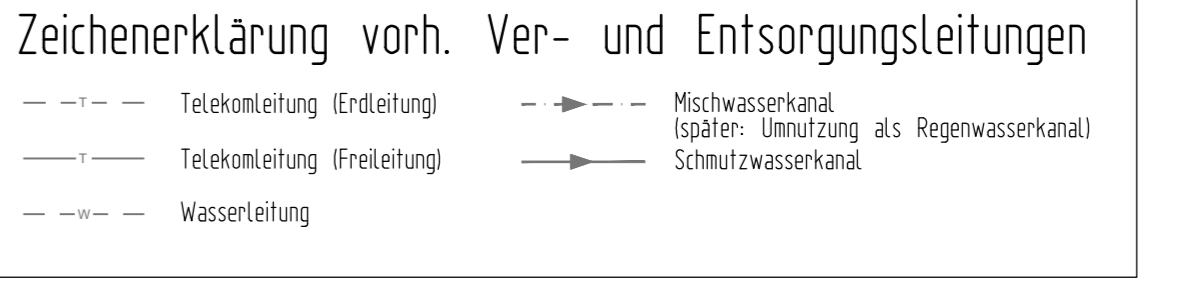 Zeichenerklärung vorh. Ver- und Entsorgungsleitungen
T Telekomleitung (Erdleitung)
T Telekomleitung (Freileitung)
W Wasserleitung
Mischwasserkanal
(später: Umnutzung als Regenwasserkanal)
Schmutzwasserkanal